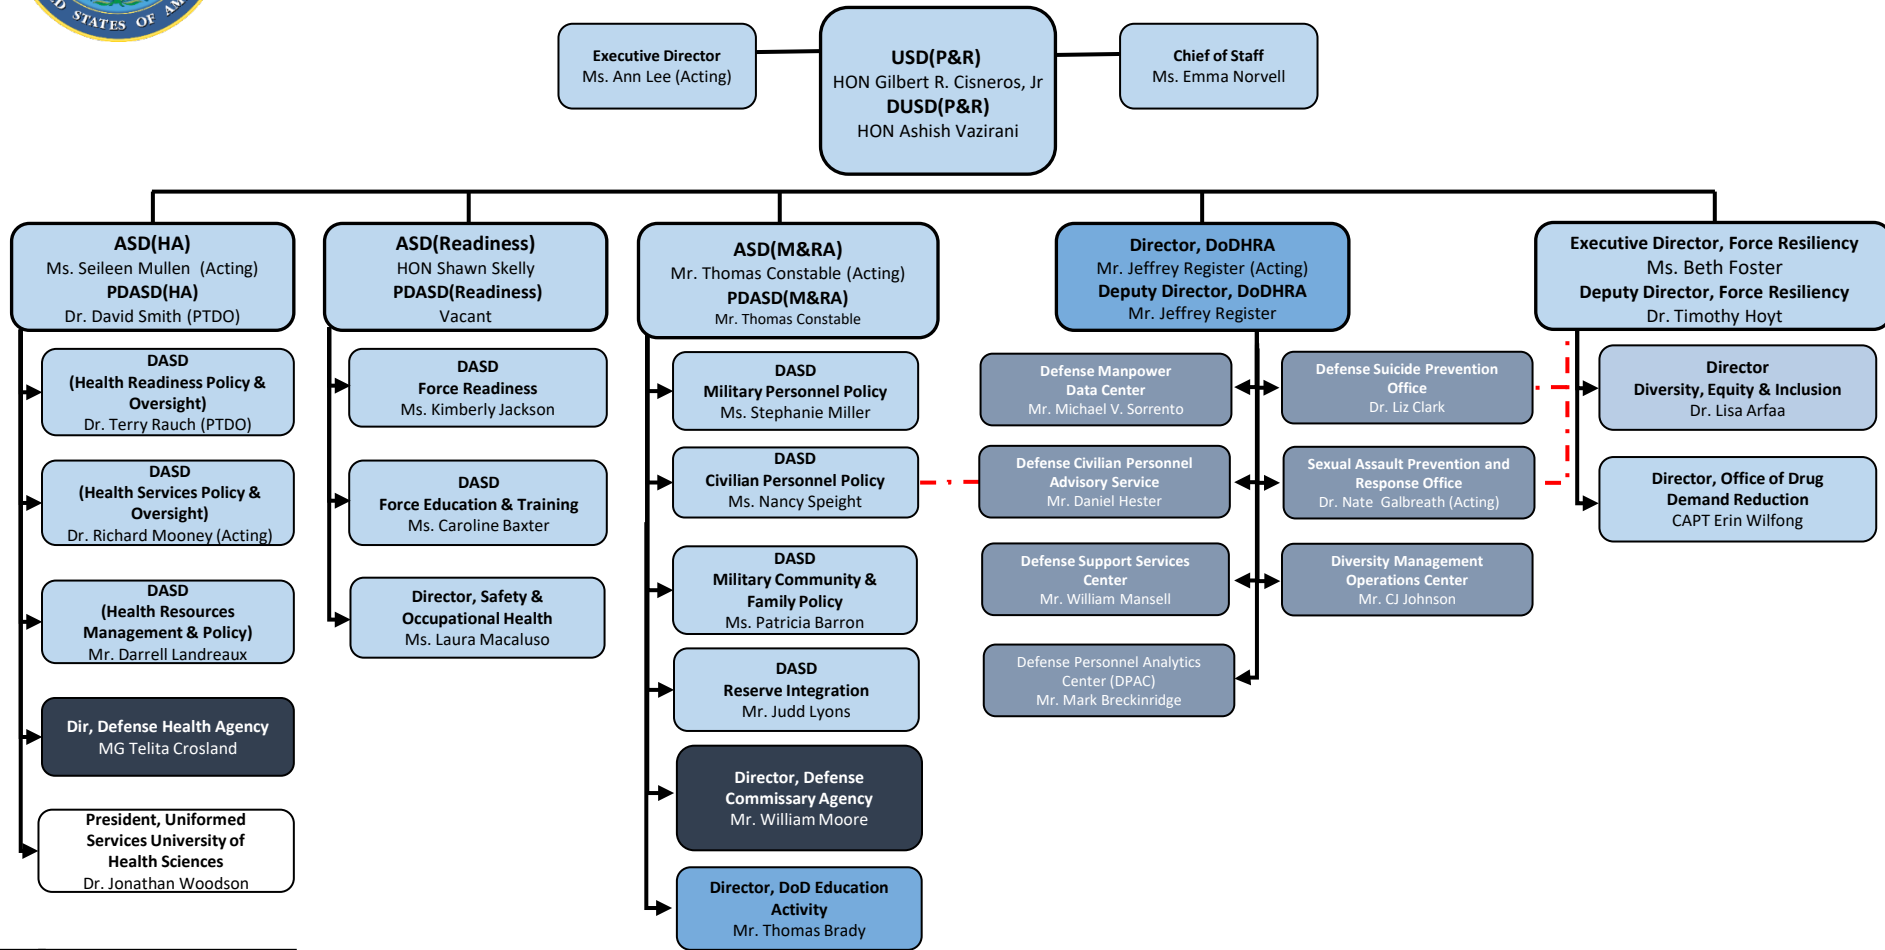 D STATES OF AM
Executive Director
Ms. Ann Lee (Acting)
USD(P&R)
HON Gilbert R. Cisneros, Jr
DUSD(P&R)
HON Ashish Vazirani
Chief of Staff
Ms. Emma Norvell
ASD(HA)
Ms. Seileen Mullen (Acting)
PDASD(HA)
Dr. David Smith (PTDO)
DASD
(Health Readiness Policy &
Oversight)
Dr. Terry Rauch (PTDO)
DASD
(Health Services Policy &
Oversight)
Dr. Richard Mooney (Acting)
DASD
(Health Resources
Management & Policy)
Mr. Darrell Landreaux
Dir, Defense Health Agency
MG Telita Crosland
President, Uniformed
Services University of
Health Sciences
Dr. Jonathan Woodson
ASD(Readiness)
HON Shawn Skelly
PDASD(Readiness)
Vacant
DASD
Force Readiness
Ms. Kimberly Jackson
DASD
Force Education & Training
Ms. Caroline Baxter
Director, Safety &
Occupational Health
Ms. Laura Macaluso
ASD(M&RA)
Mr. Thomas Constable (Acting)
PDASD(M&RA)
Mr. Thomas Constable
DASD
Military Personnel Policy
Ms. Stephanie Miller
DASD
Civilian Personnel Policy
Ms. Nancy Speight
DASD
Military Community &
Family Policy
Ms. Patricia Barron
DASD
Reserve Integration
Mr. Judd Lyons
Director, Defense
Commissary Agency
Mr. William Moore
Director, DoD Education
Activity
Mr. Thomas Brady
Director, DoDHRA
Mr. Jeffrey Register (Acting)
Deputy Director, DoDHRA
Mr. Jeffrey Register
Defense Manpower
Data Center
Mr. Michael V. Sorrento
Defense Civilian Personnel
Advisory Service
Mr. Daniel Hester
Defense Support Services
Center
Mr. William Mansell
Defense Personnel Analytics
Center (DPAC)
Mr. Mark Breckinridge
Defense Suicide Prevention
Office
Dr. Liz Clark
Sexual Assault Prevention and
Response Office
Dr. Nate Galbreath (Acting)
Diversity Management
Operations Center
Mr. CJ Johnson
Executive Director, Force Resiliency
Ms. Beth Foster
Deputy Director, Force Resiliency
Dr. Timothy Hoyt
Director
Diversity, Equity & Inclusion
Dr. Lisa Arfaa
Director, Office of Drug
Demand Reduction
CAPT Erin Wilfong